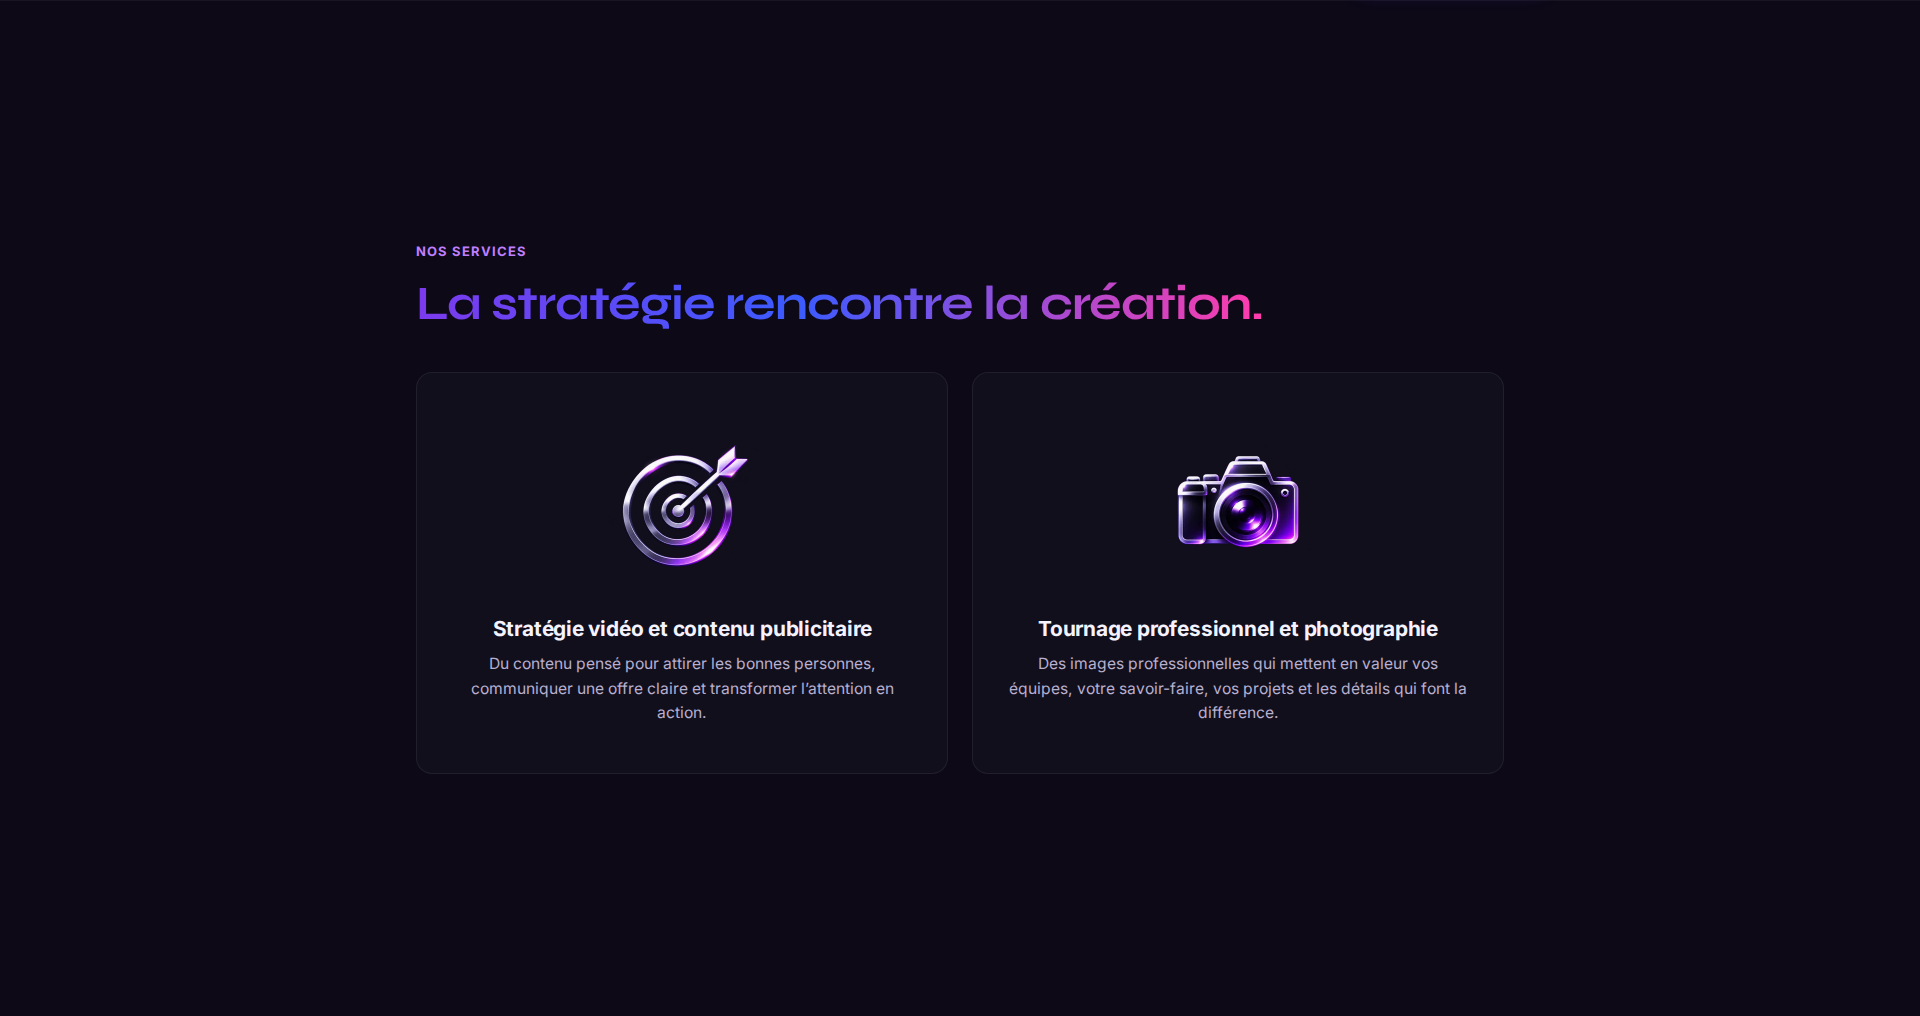 NOS SERVICES
La stratégie rencontre la création.
Stratégie vidéo et contenu publicitaire
Du contenu pensé pour attirer les bonnes personnes,
communiquer une offre claire et transformer l’attention en
action.
Tournage professionnel et photographie
Des images professionnelles qui mettent en valeur vos
équipes, votre savoir-faire, vos projets et les détails qui font la
différence.